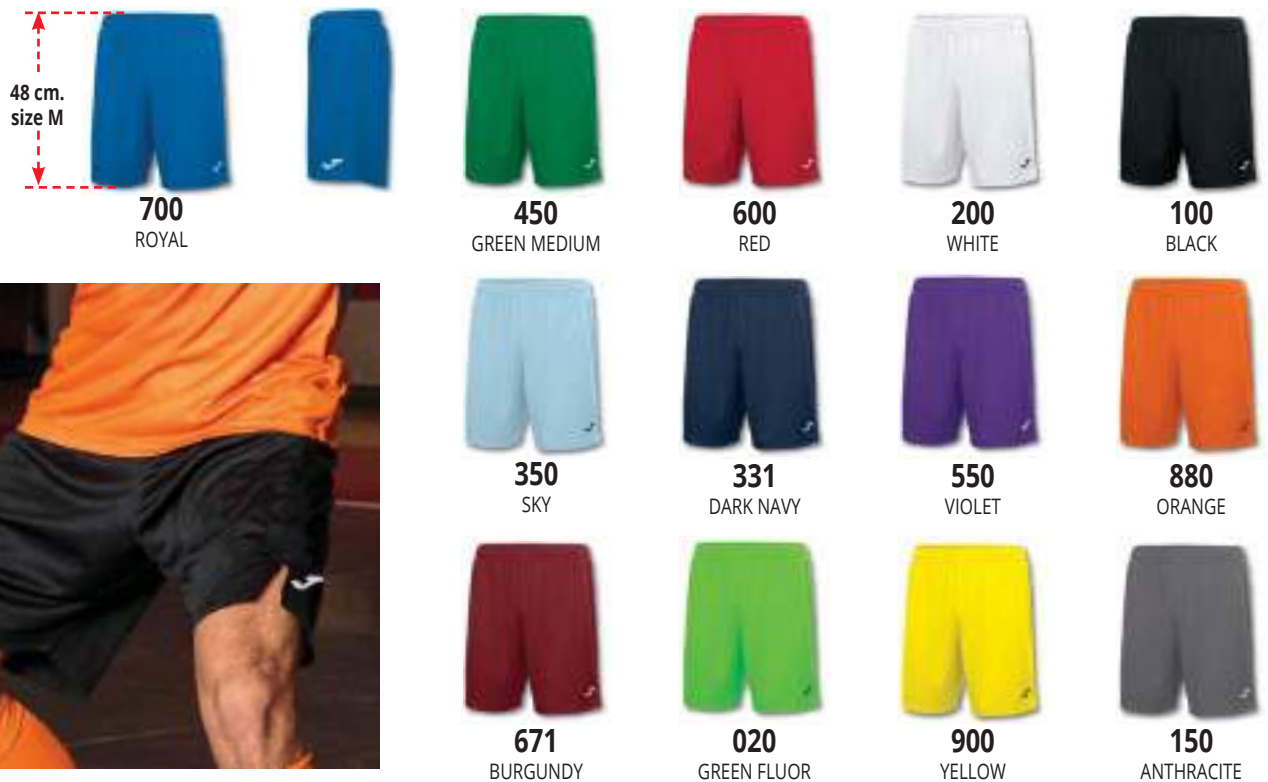 48 cm.
size M
700
ROYAL
450
GREEN MEDIUM
600
RED
200
WHITE
100
BLACK
350
SKY
331
DARK NAVY
550
VIOLET
880
ORANGE
671
BURGUNDY
020
GREEN FLUOR
900
YELLOW
150
ANTHRACITE